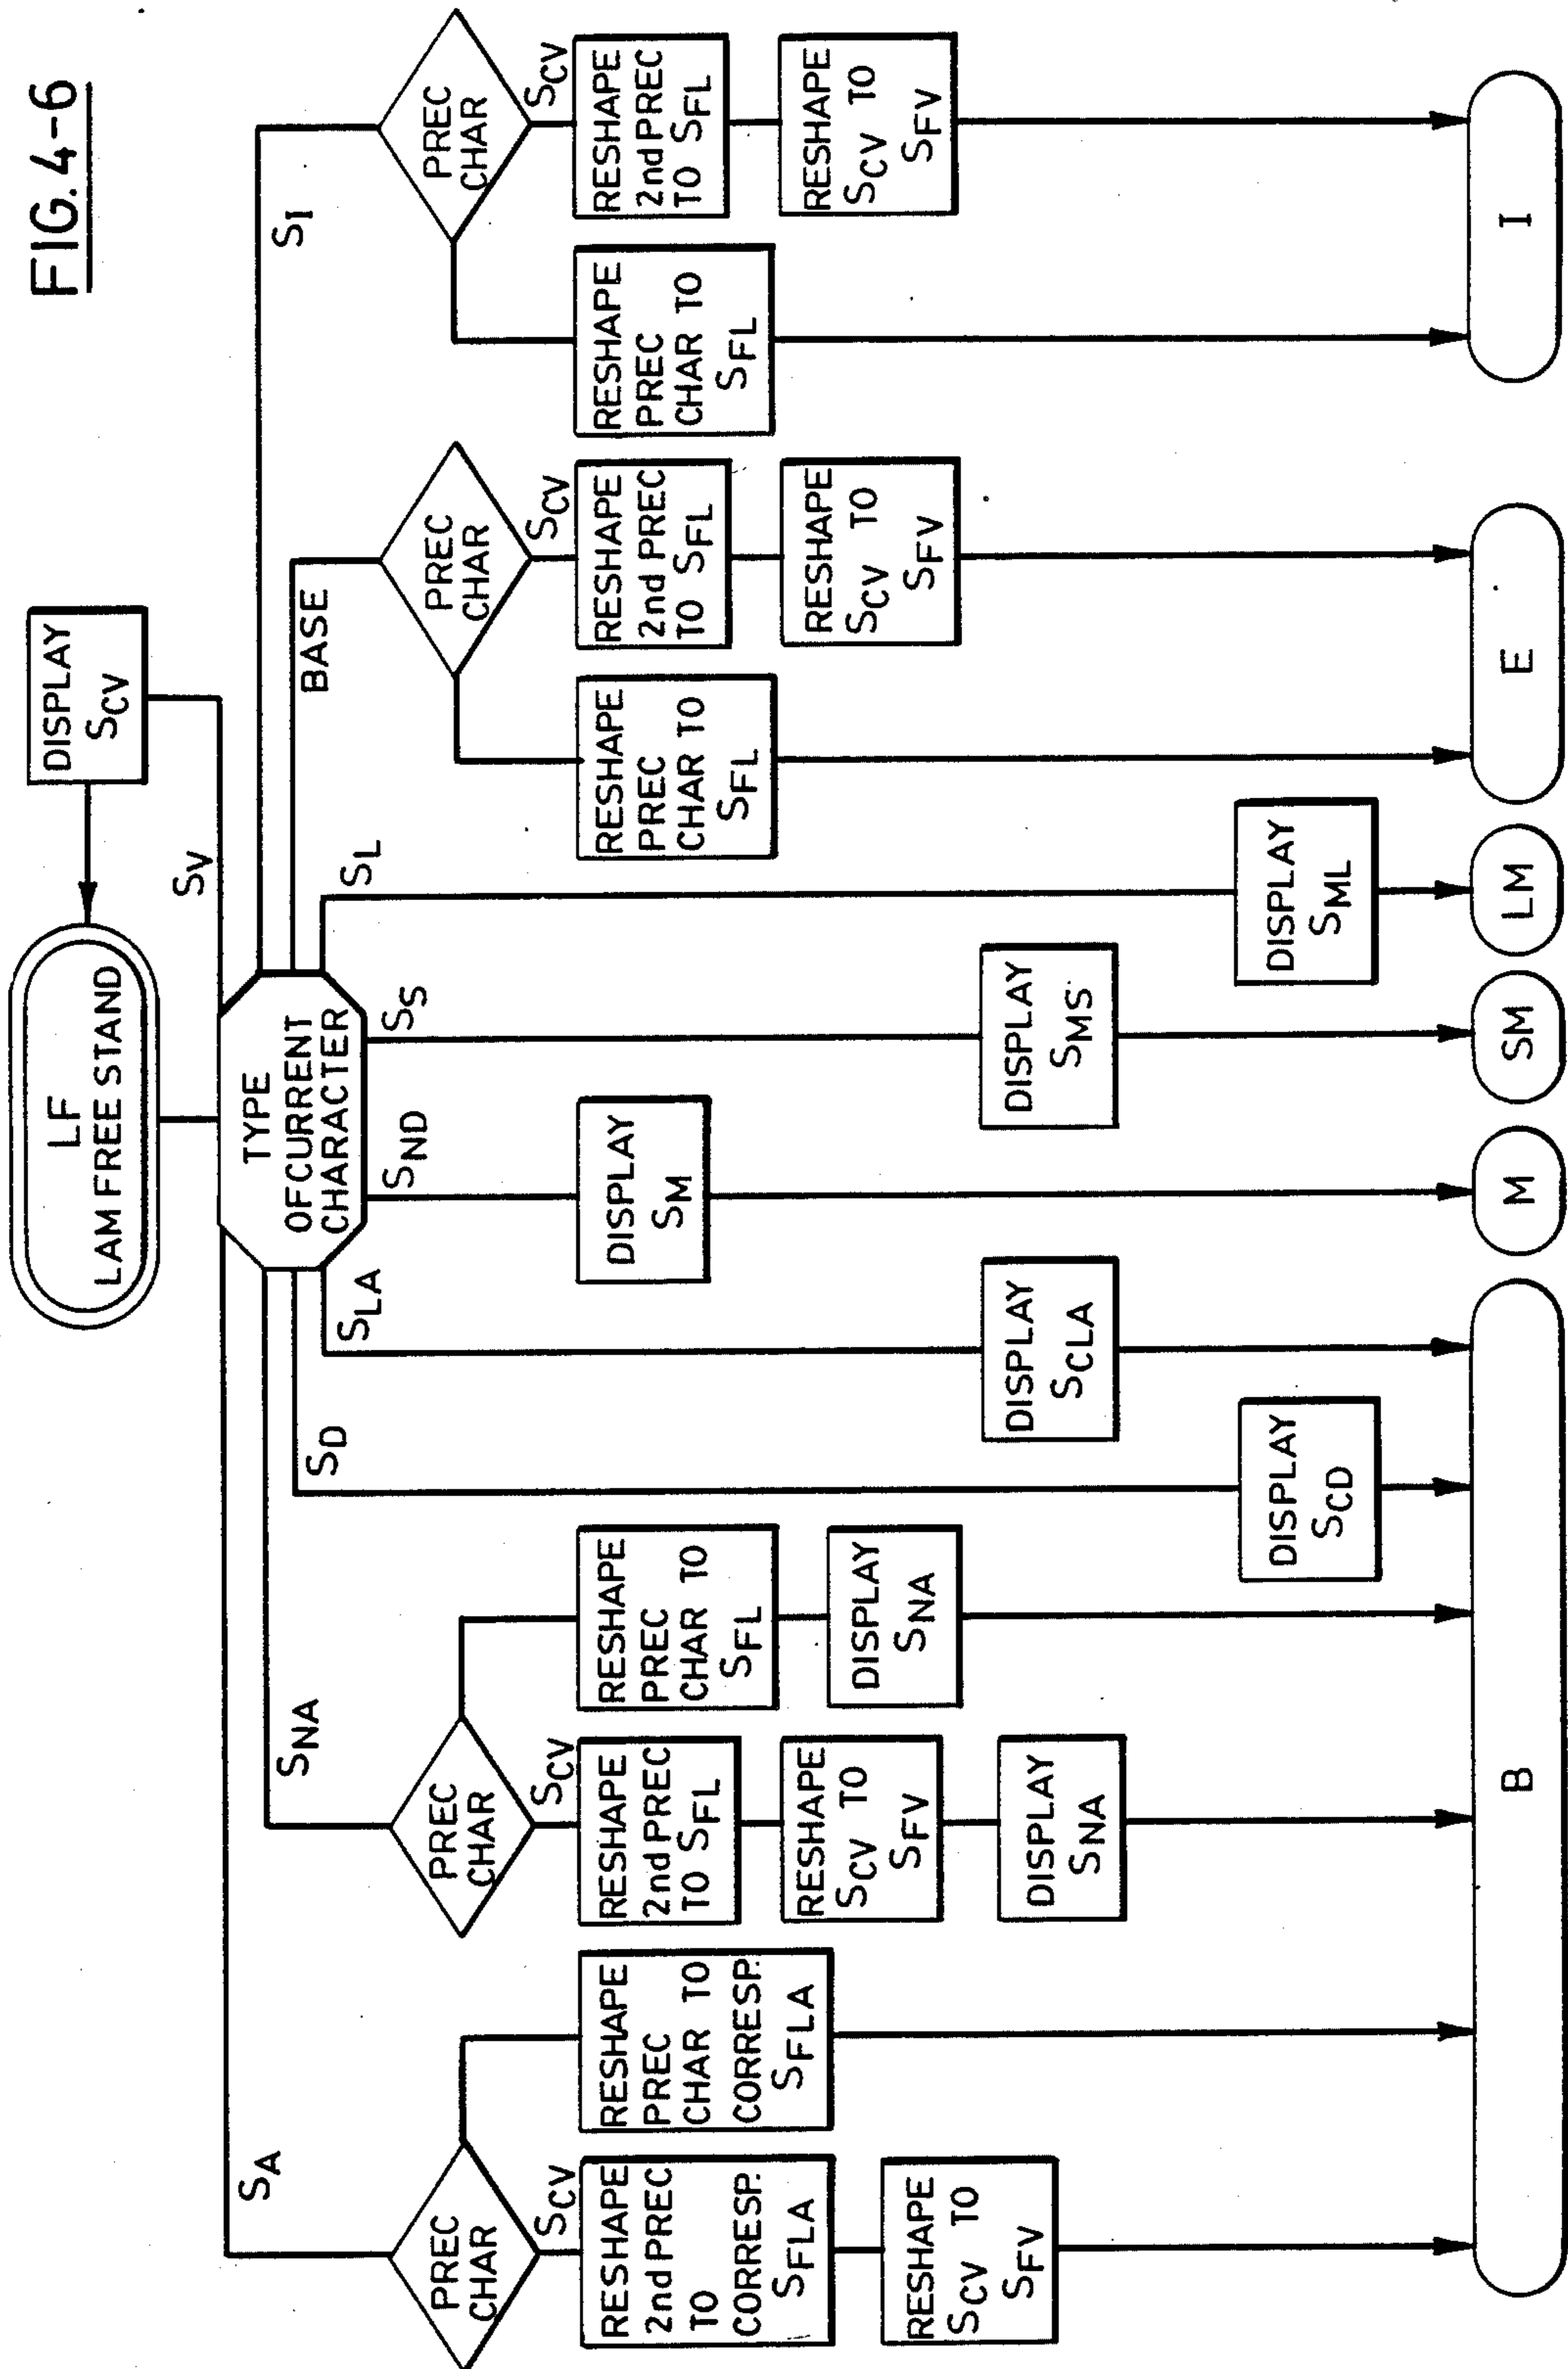 FIG. 4-6
LF
LAM FREE STAND
DISPLAY
SCV
SV
TYPE
OFCURRENT
CHARACTER
SA
SNA
SD
SLA
SND
SS
SL
BASE
SI
PREC
CHAR
SCV
RESHAPE
2nd PREC
TO
CORRESP.
SFLA
RESHAPE
SCV TO
SFV
RESHAPE
PREC
CHAR TO
CORRESP.
SFLA
PREC
CHAR
SCV
RESHAPE
2nd PREC
TO SFL
RESHAPE
SCV TO
SFV
DISPLAY
SNA
RESHAPE
PREC
CHAR TO
SFL
DISPLAY
SNA
DISPLAY
SCD
DISPLAY
SCLA
DISPLAY
SM
DISPLAY
SMS
DISPLAY
SML
RESHAPE
PREC
CHAR TO
SFL
PREC
CHAR
SCV
RESHAPE
2nd PREC
TO SFL
RESHAPE
SCV TO
SFV
RESHAPE
PREC
CHAR TO
SFL
PREC
CHAR
SCV
RESHAPE
2nd PREC
TO SFL
RESHAPE
SCV TO
SFV
B
M
SM
LM
E
I